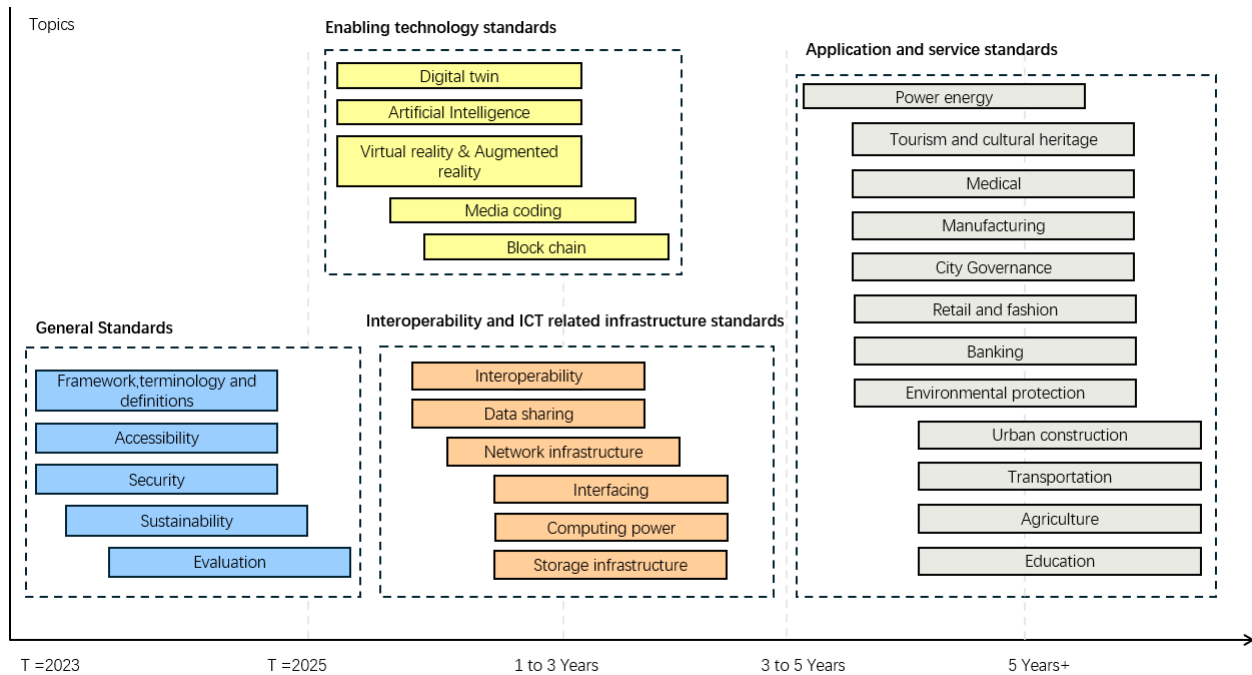 Topics
Enabling technology standards
Digital twin
Artificial Intelligence
Virtual reality & Augmented
reality
Media coding
Block chain
Application and service standards
Power energy
Tourism and cultural heritage
Medical
Manufacturing
City Governance
Retail and fashion
Banking
Environmental protection
Urban construction
Transportation
Agriculture
Education
General Standards
Framework,terminology and
definitions
Accessibility
Security
Sustainability
Evaluation
Interoperability and ICT related infrastructure standards
Interoperability
Data sharing
Network infrastructure
Interfacing
Computing power
Storage infrastructure
T =2023
T =2025
1 to 3 Years
3 to 5 Years
5 Years+